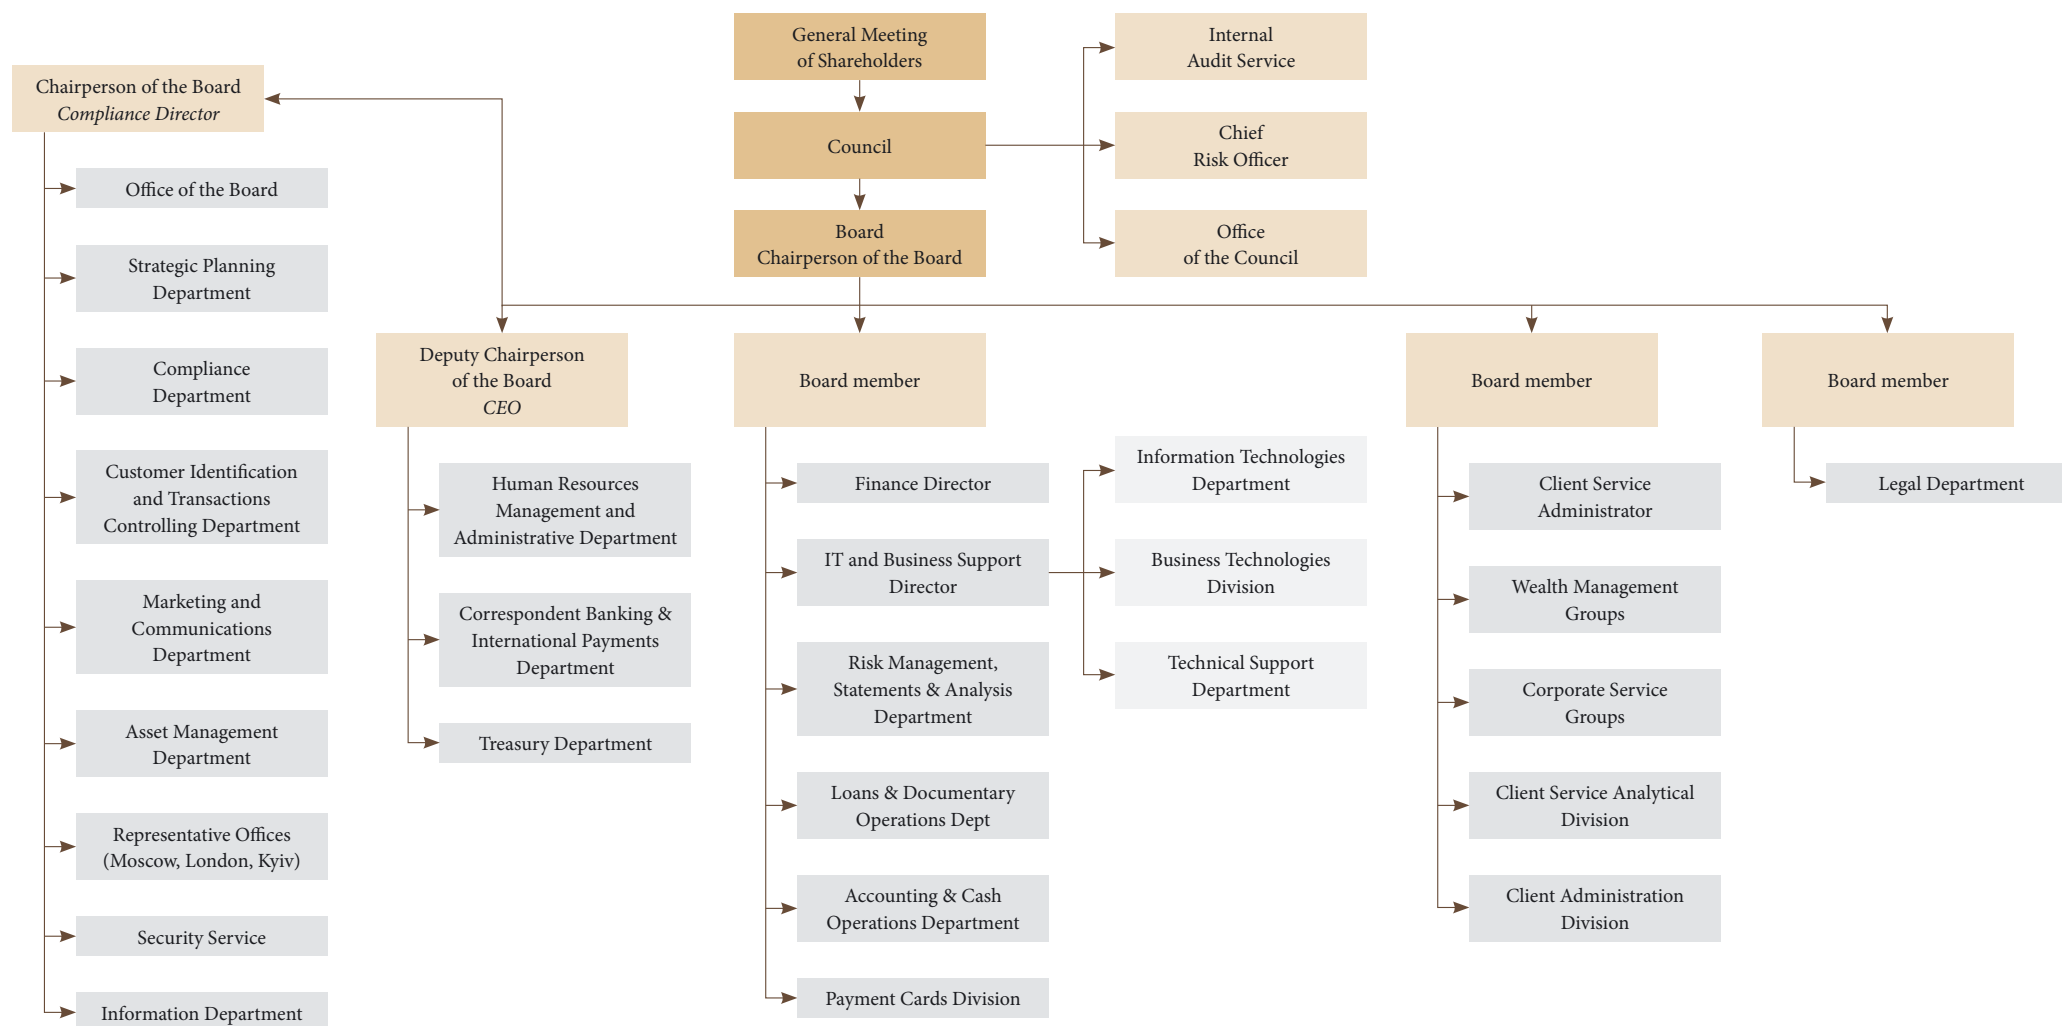 General Meeting
of Shareholders
Council
Board
Chairperson of the Board
Internal
Audit Service
Chief
Risk Officer
Office
of the Council
Chairperson of the Board
Compliance Director
Office of the Board
Strategic Planning
Department
Compliance
Department
Customer Identification
and Transactions
Controlling Department
Marketing and
Communications
Department
Asset Management
Department
Representative Offices
(Moscow, London, Kyiv)
Security Service
Information Department
Deputy Chairperson
of the Board
CEO
Human Resources
Management and
Administrative Department
Correspondent Banking &
International Payments
Department
Treasury Department
Board member
Finance Director
IT and Business Support
Director
Risk Management,
Statements & Analysis
Department
Loans & Documentary
Operations Dept
Accounting & Cash
Operations Department
Payment Cards Division
Information Technologies
Department
Business Technologies
Division
Technical Support
Department
Board member
Client Service
Administrator
Wealth Management
Groups
Corporate Service
Groups
Client Service Analytical
Division
Client Administration
Division
Board member
Legal Department